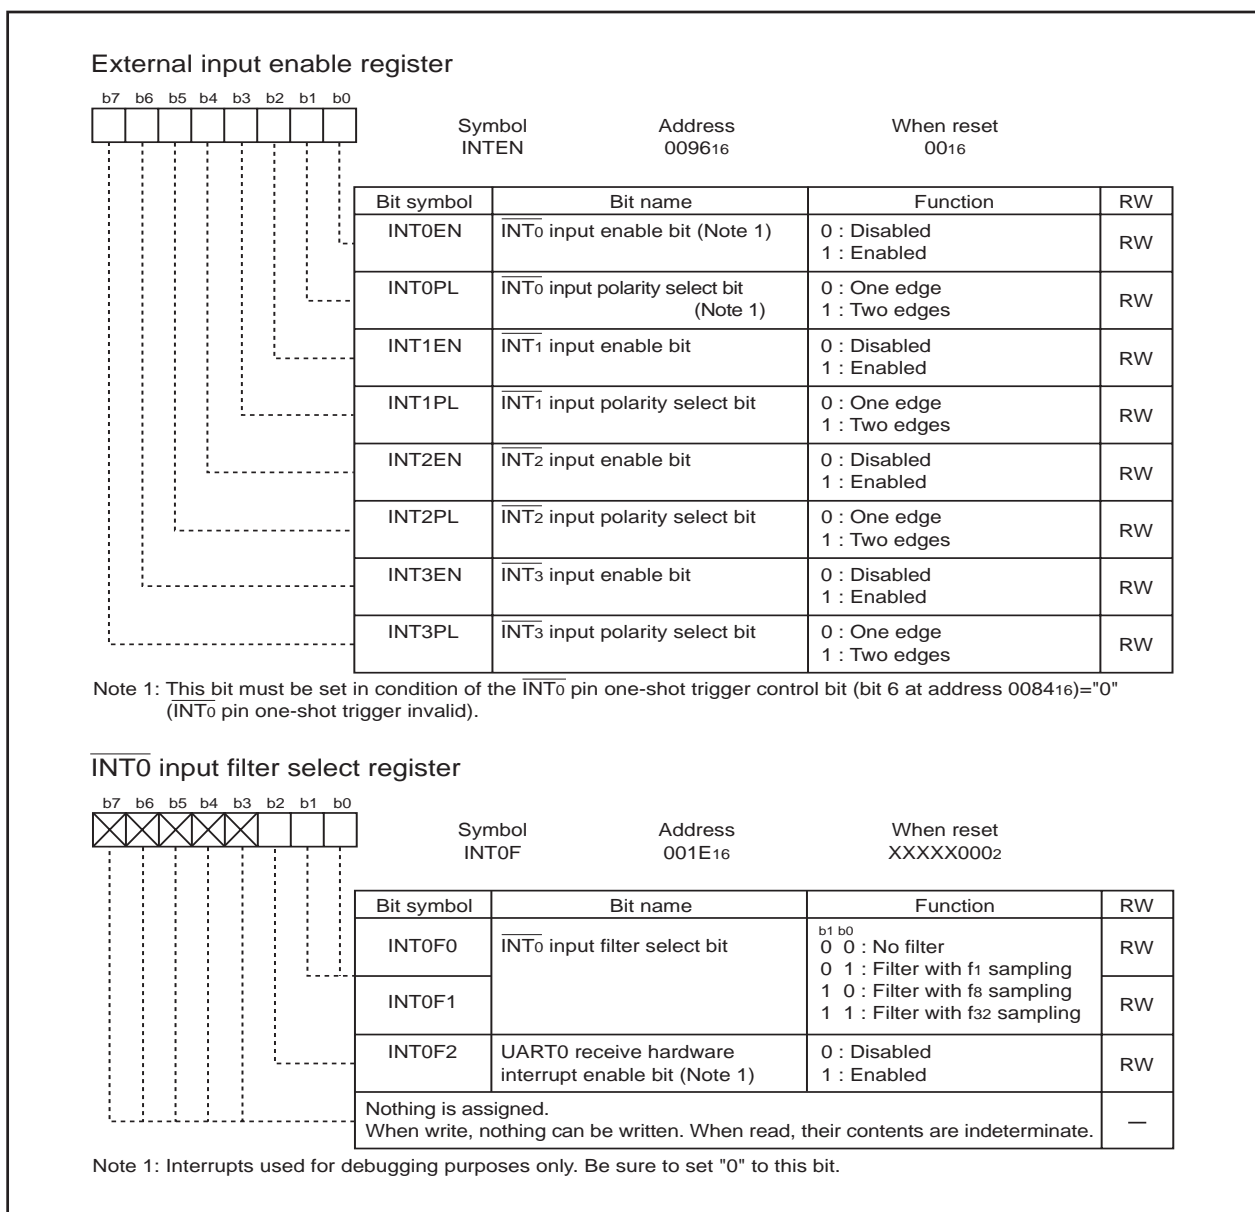 External input enable register
b7 b6 b5 b4 b3 b2 b1 b0
Symbol Address When reset
INTEN 009616 0016
Bit symbol Bit name Function RW
INT0EN INT0 input enable bit (Note 1) 0 : Disabled
1 : Enabled RW
INT0PL INT0 input polarity select bit 0 : One edge
(Note 1) 1 : Two edges RW
INT1EN INT1 input enable bit 0 : Disabled
1 : Enabled RW
INT1PL INT1 input polarity select bit 0 : One edge
1 : Two edges RW
INT2EN INT2 input enable bit 0 : Disabled
1 : Enabled RW
INT2PL INT2 input polarity select bit 0 : One edge
1 : Two edges RW
INT3EN INT3 input enable bit 0 : Disabled
1 : Enabled RW
INT3PL INT3 input polarity select bit 0 : One edge
1 : Two edges RW
Note 1: This bit must be set in condition of the INT0 pin one-shot trigger control bit (bit 6 at address 008416)="0"
(INT0 pin one-shot trigger invalid).
INT0 input filter select register
b7 b6 b5 b4 b3 b2 b1 b0
Symbol Address When reset
INT0F 001E16 XXXXX0002
Bit symbol Bit name Function RW
b1 b0
INT0F0 INT0 input filter select bit 0 0 : No filter RW
0 1 : Filter with f1 sampling
1 0 : Filter with f8 sampling
INT0F1 1 1 : Filter with f32 sampling RW
INT0F2 UART0 receive hardware 0 : Disabled
interrupt enable bit (Note 1) 1 : Enabled RW
Nothing is assigned.
When write, nothing can be written. When read, their contents are indeterminate. —
Note 1: Interrupts used for debugging purposes only. Be sure to set "0" to this bit.